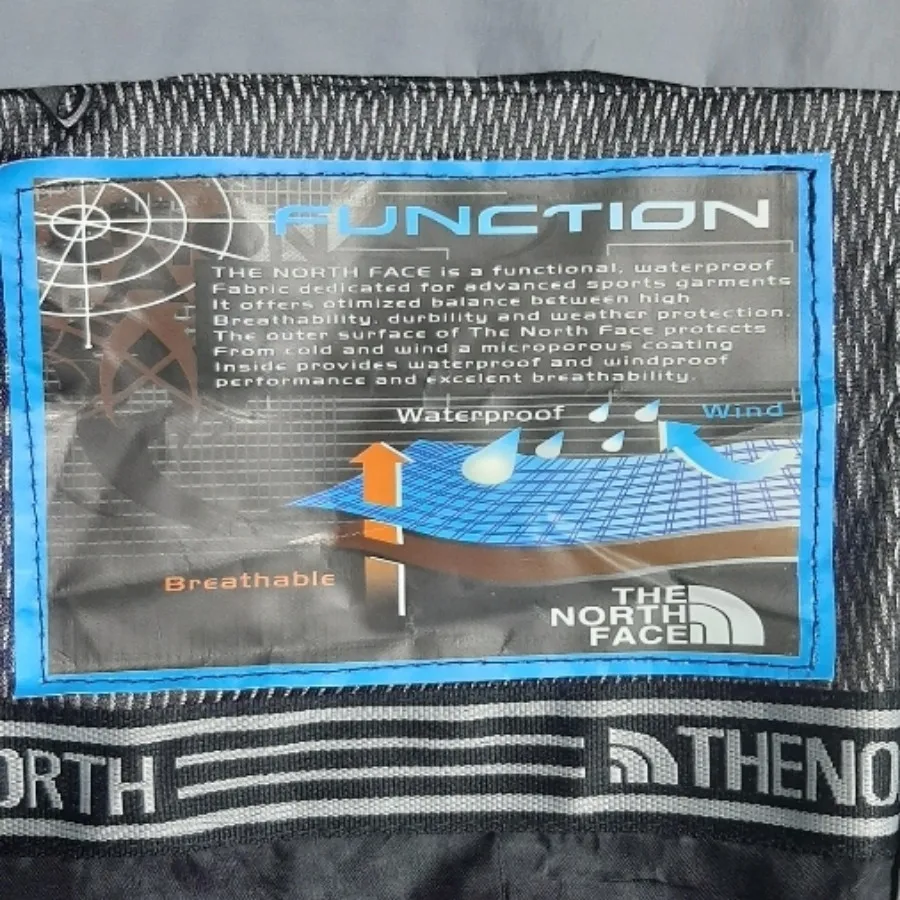 FUNCTION
THE NORTH FACE is a functional, waterproof
Fabric dedicated for advanced sports garments
It offers otimized balance between high
Breathability, durbility and weather protection.
The outer surface of The North Face protects
From cold and wind a microporous coating
Inside provides waterproof and windproof
performance and excelent breathability.
Waterproof
Wind
Breathable
THE
NORTH
FACE
ORTH
THENO